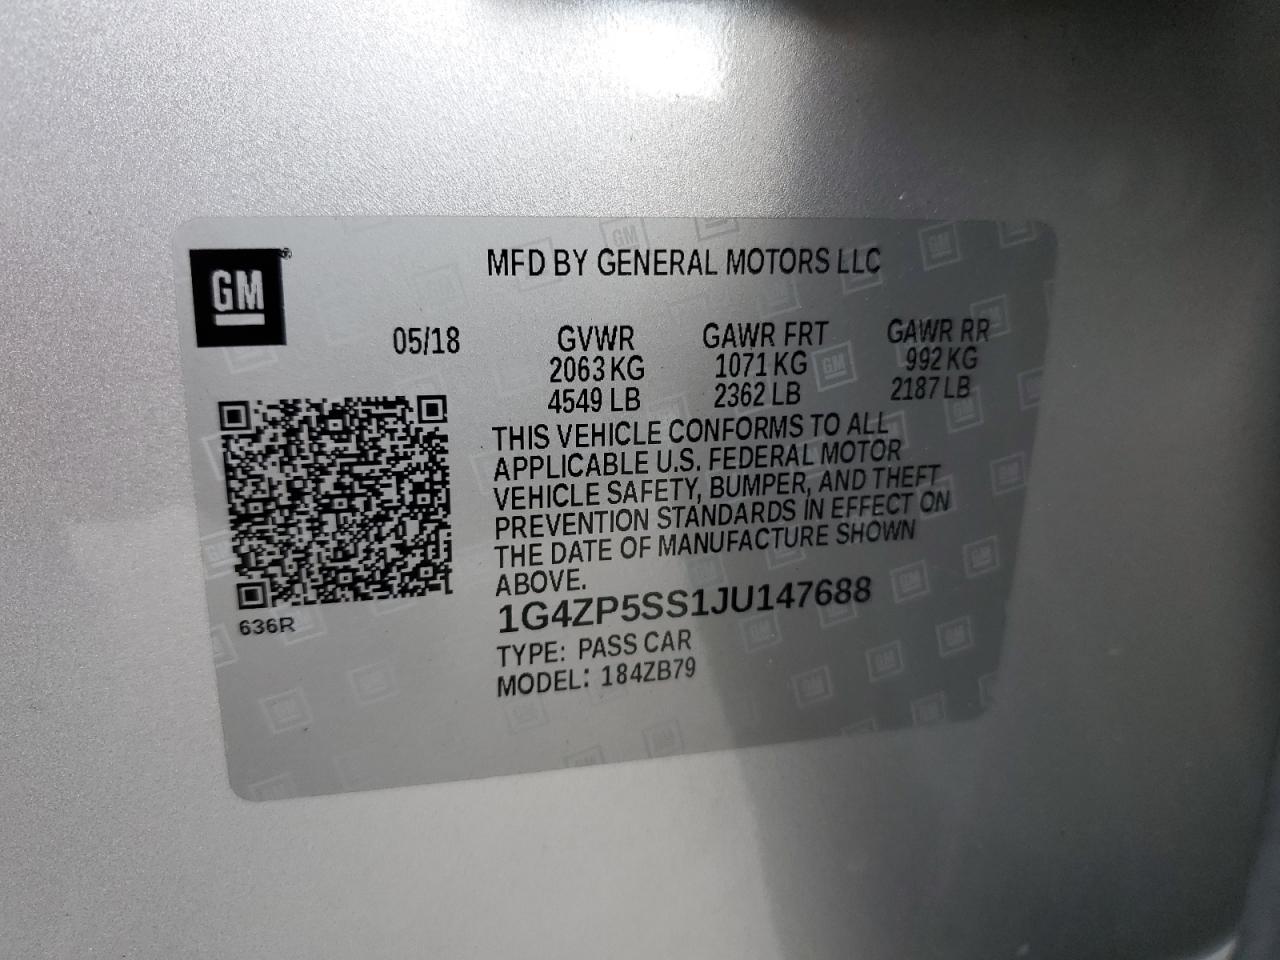 GM®
MFD BY GENERAL MOTORS LLC
05/18 GVWR GAWR FRT GAWR RR
2063 KG 1071 KG 992 KG
4549 LB 2362 LB 2187 LB
THIS VEHICLE CONFORMS TO ALL
APPLICABLE U.S. FEDERAL MOTOR
VEHICLE SAFETY, BUMPER, AND THEFT
PREVENTION STANDARDS IN EFFECT ON
THE DATE OF MANUFACTURE SHOWN
ABOVE.
1G4ZP5SS1JU147688
636R
TYPE: PASS CAR
MODEL: 184ZB79